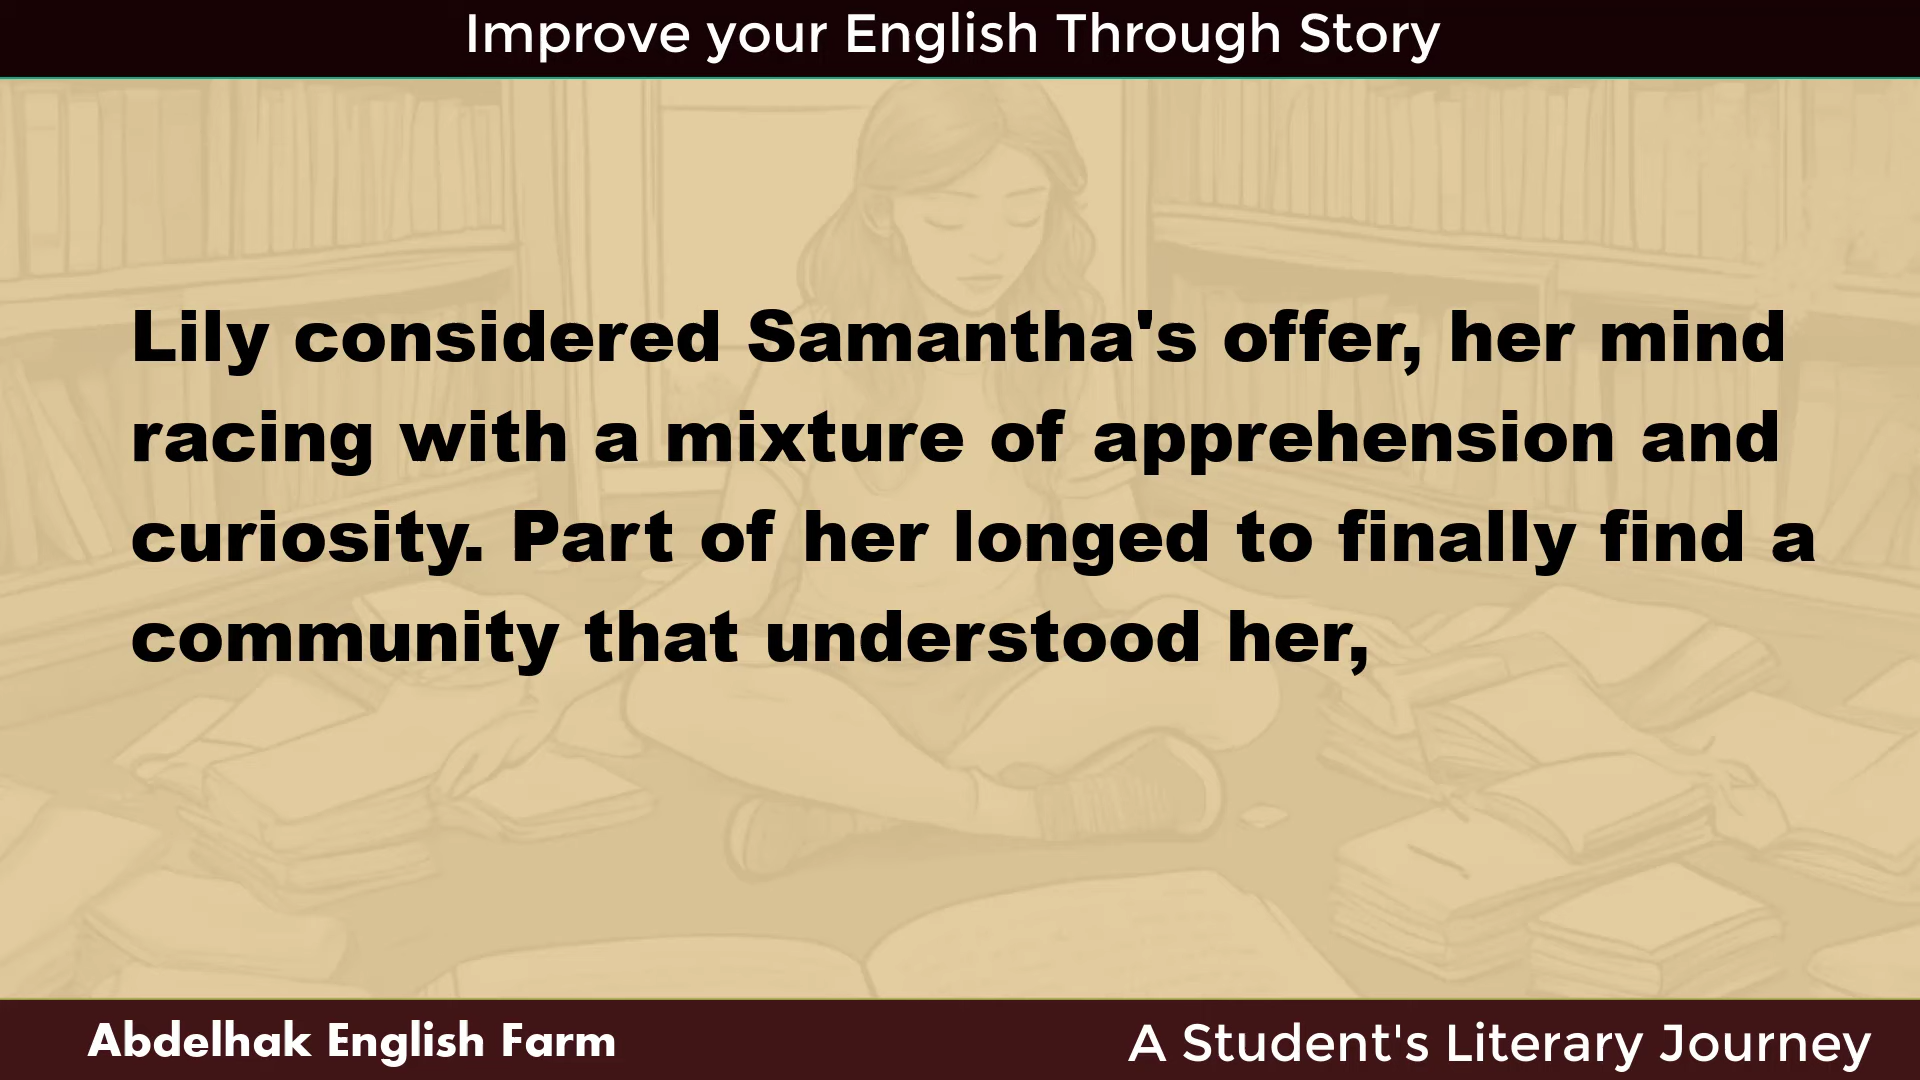 Improve your English Through Story
Lily considered Samantha's offer, her mind
racing with a mixture of apprehension and
curiosity. Part of her longed to finally find a
community that understood her,
Abdelhak English Farm
A Student's Literary Journey